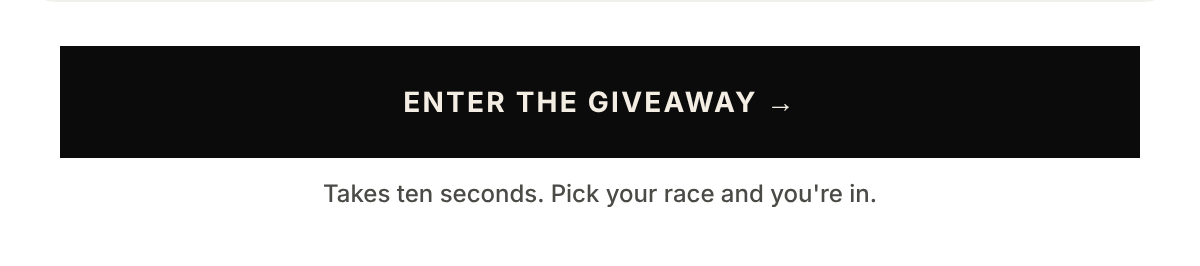 ENTER THE GIVEAWAY →
Takes ten seconds. Pick your race and you're in.